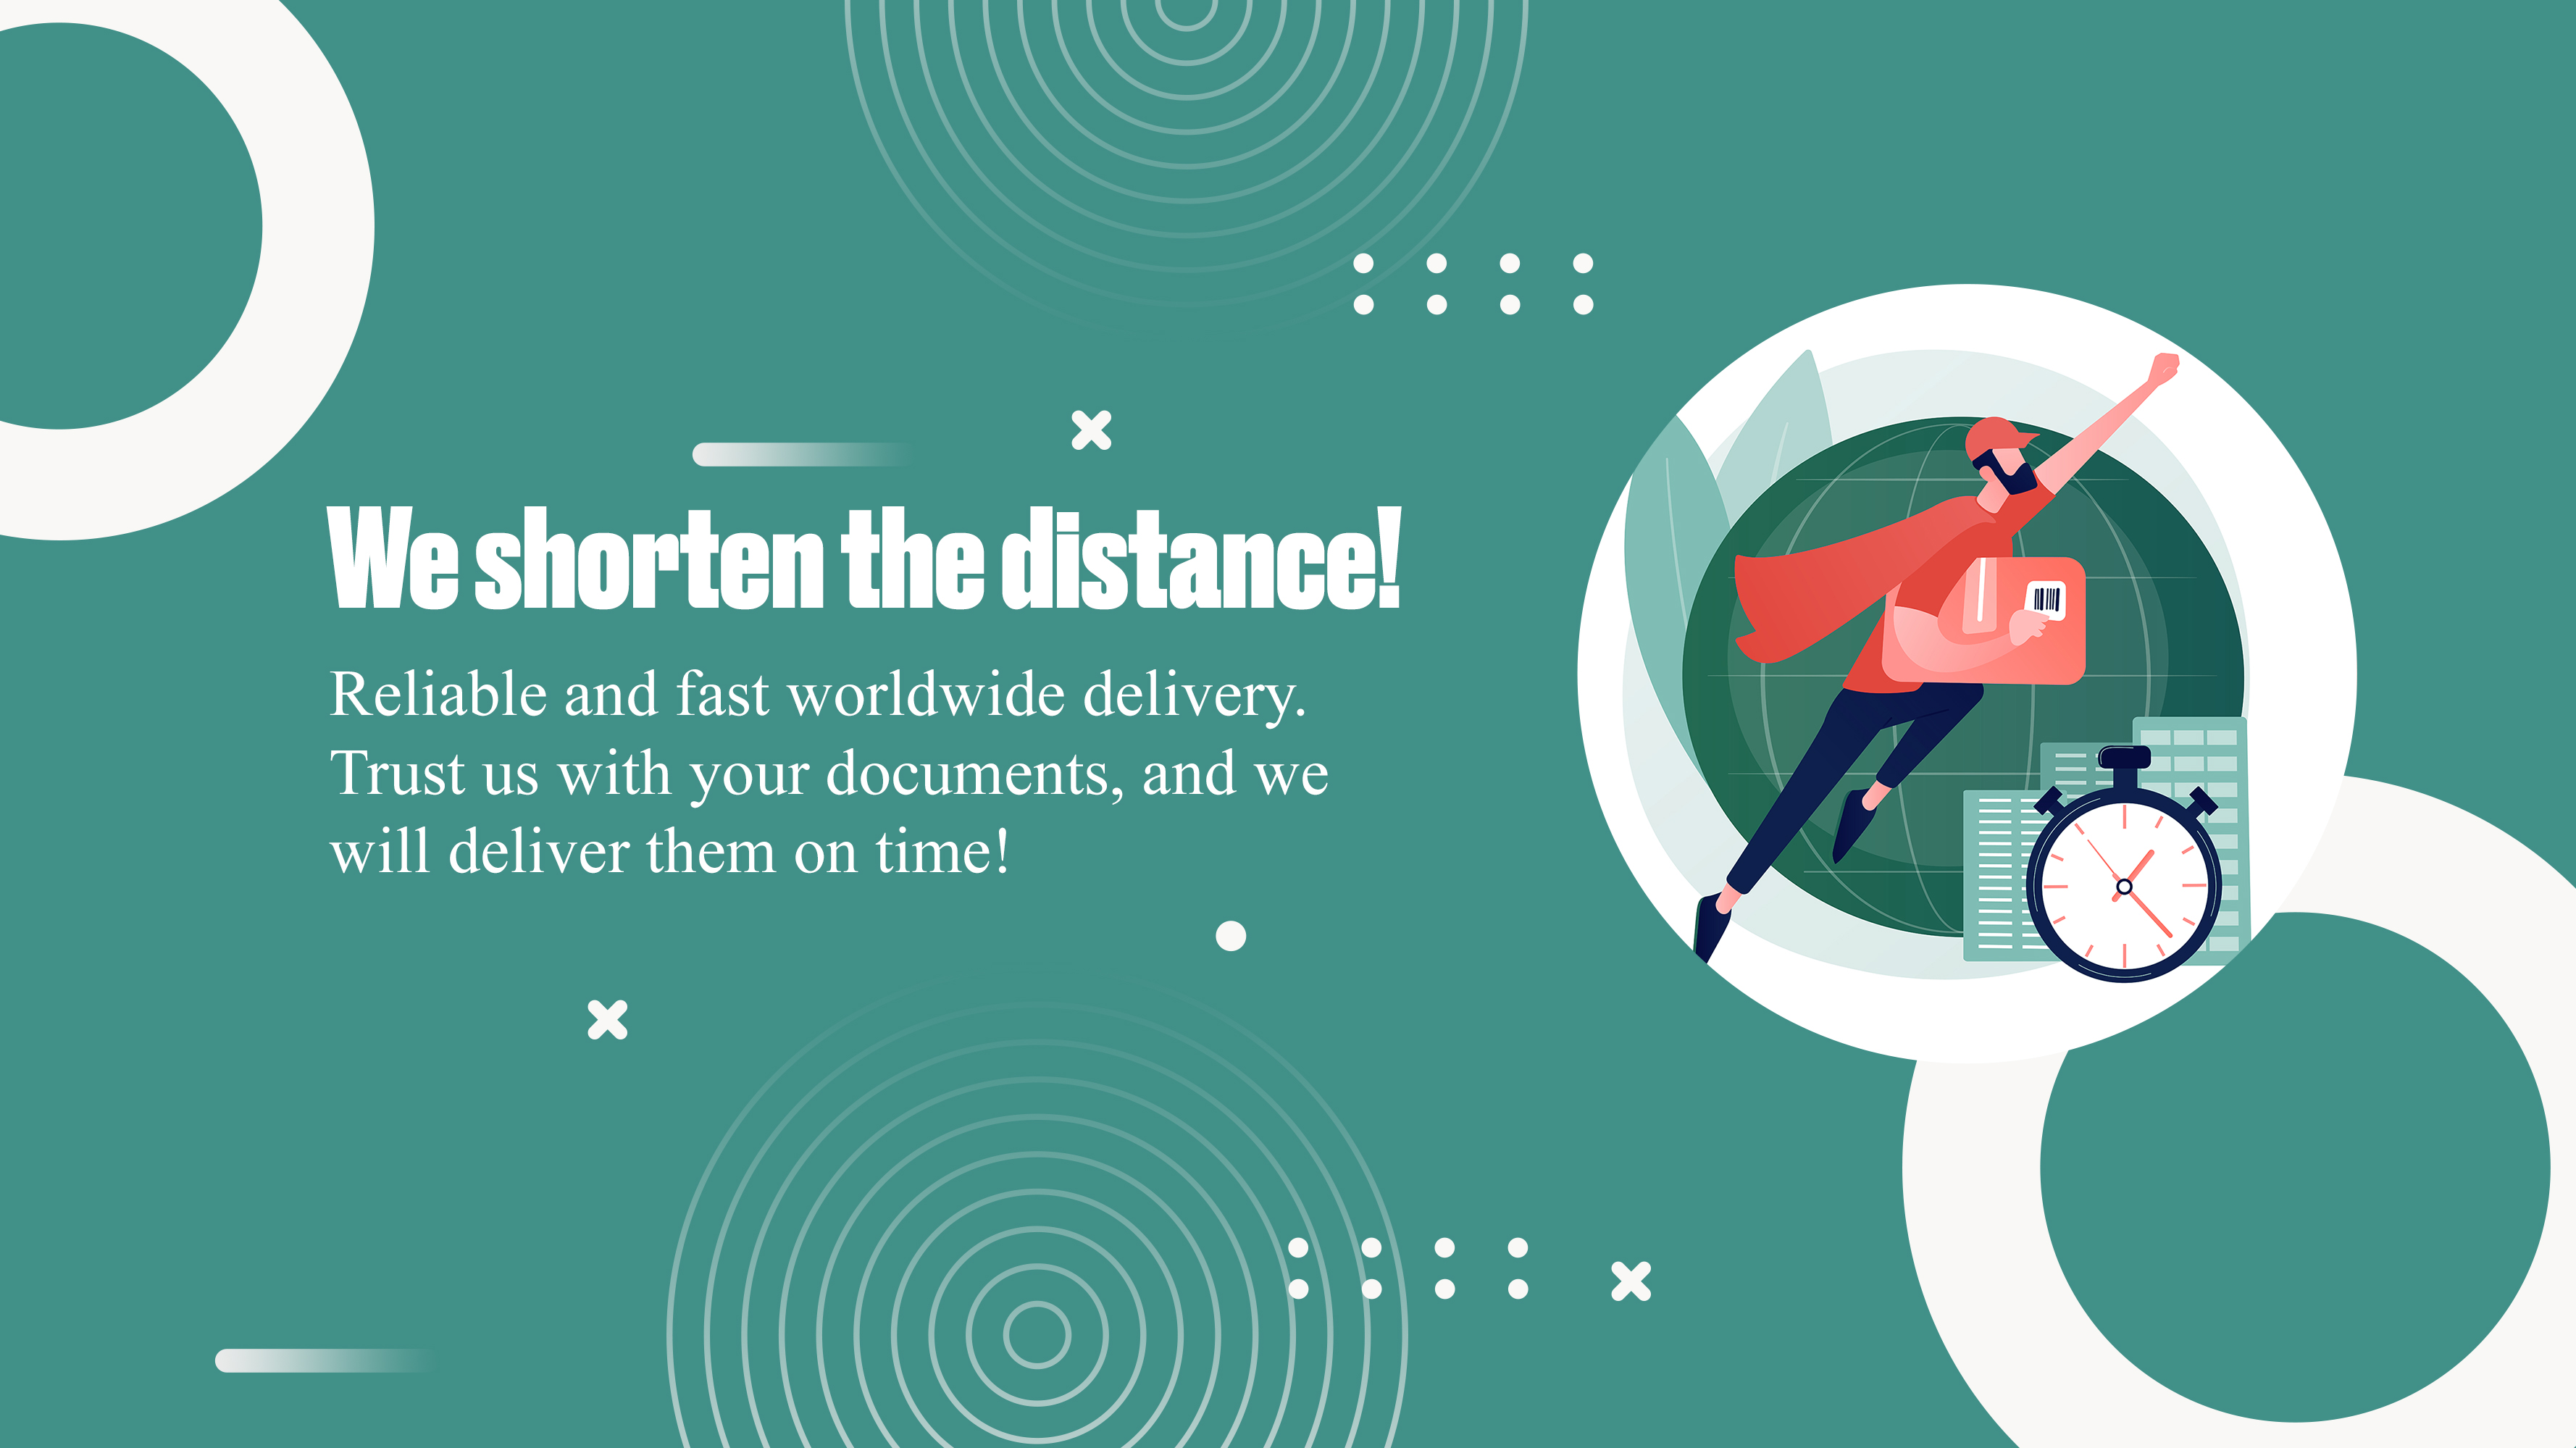 We shorten the distance!
Reliable and fast worldwide delivery.
Trust us with your documents, and we
will deliver them on time!